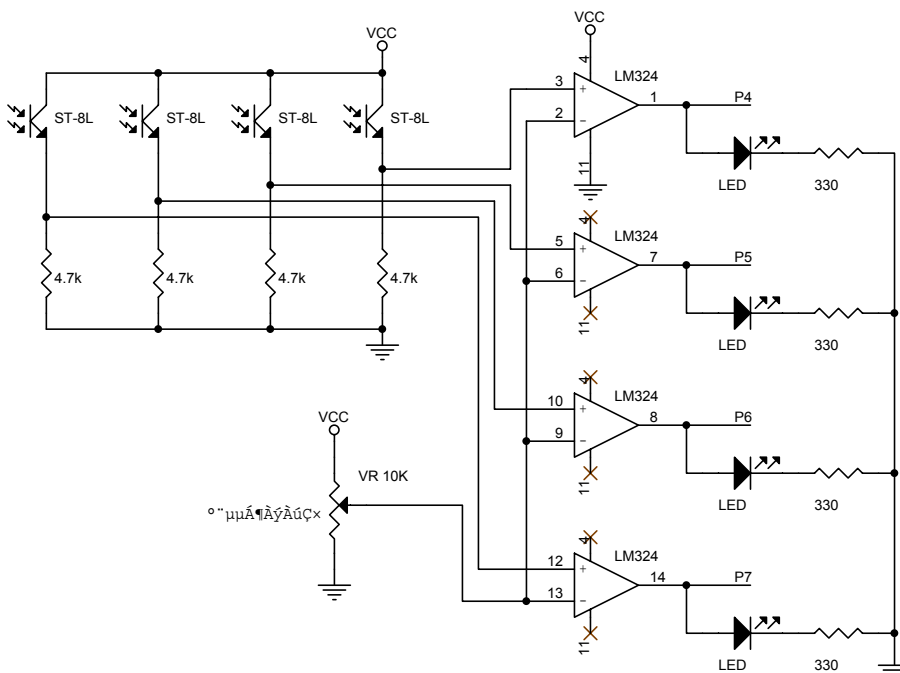 VCC
VCC
ST-8L
ST-8L
ST-8L
ST-8L
4.7k
4.7k
4.7k
4.7k
VCC
VR 10K
°¨µµÁ¶ÀýÀúÇ×
LM324
4
3
+
2
−
1
11
P4
LED
330
LM324
4
5
+
6
−
7
11
P5
LED
330
LM324
4
10
+
9
−
8
11
P6
LED
330
LM324
4
12
+
13
−
14
11
P7
LED
330